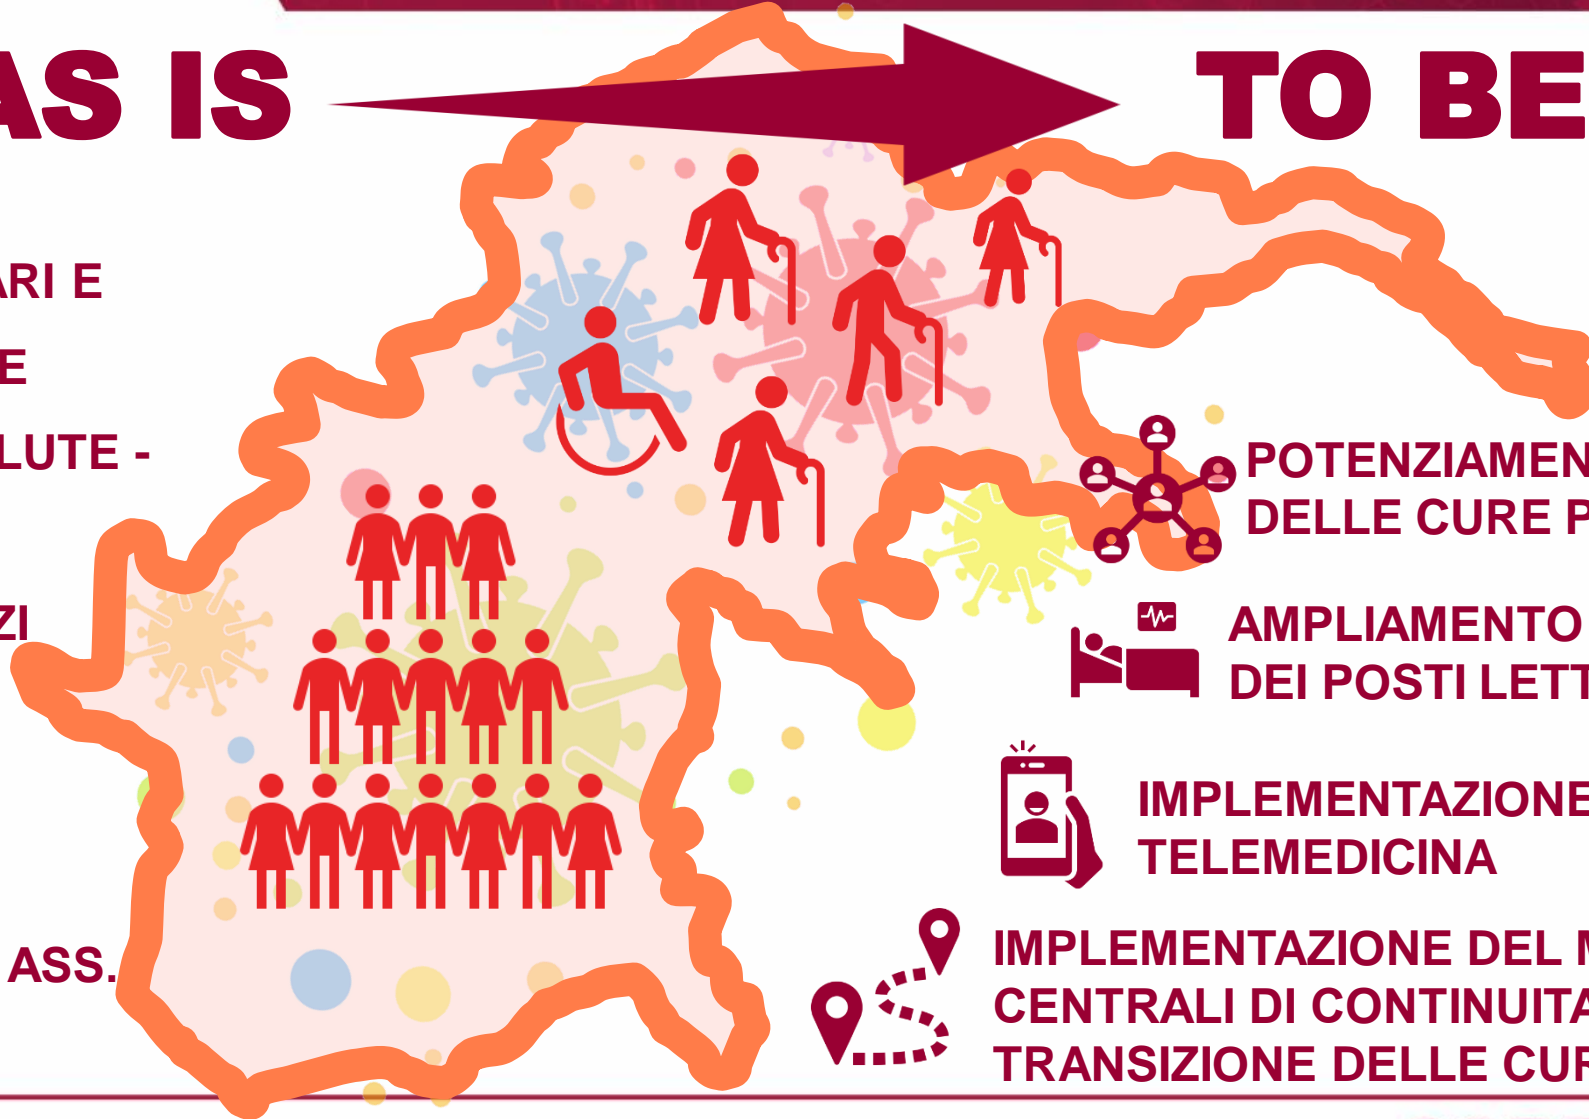 AS IS
TO BE
ARI E
E
LUTE -
ZI
ASS.
POTENZIAMEN
DELLE CURE P
AMPLIAMENTO
DEI POSTI LETT
IMPLEMENTAZIONE
TELEMEDICINA
IMPLEMENTAZIONE DEL M
CENTRALI DI CONTINUITA
TRANSIZIONE DELLE CUR